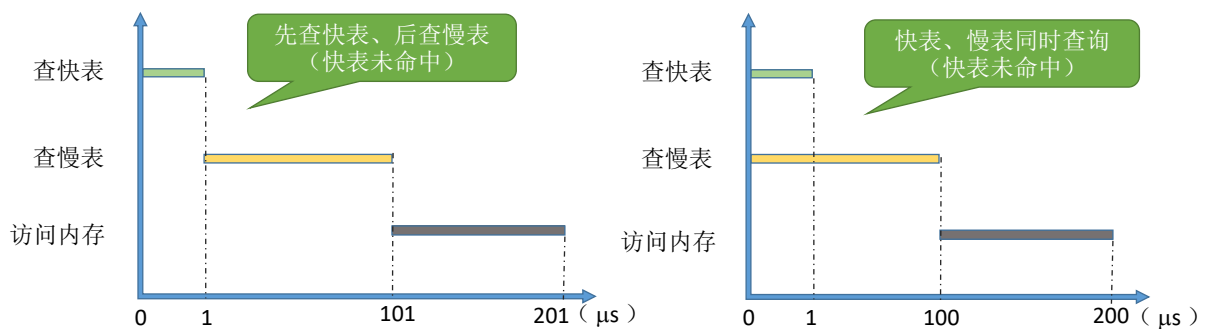 先查快表、后查慢表
（快表未命中）
查快表
查慢表
访问内存
0 1 101 201（μs）
快表、慢表同时查询
（快表未命中）
查快表
查慢表
访问内存
0 1 100 200（μs）